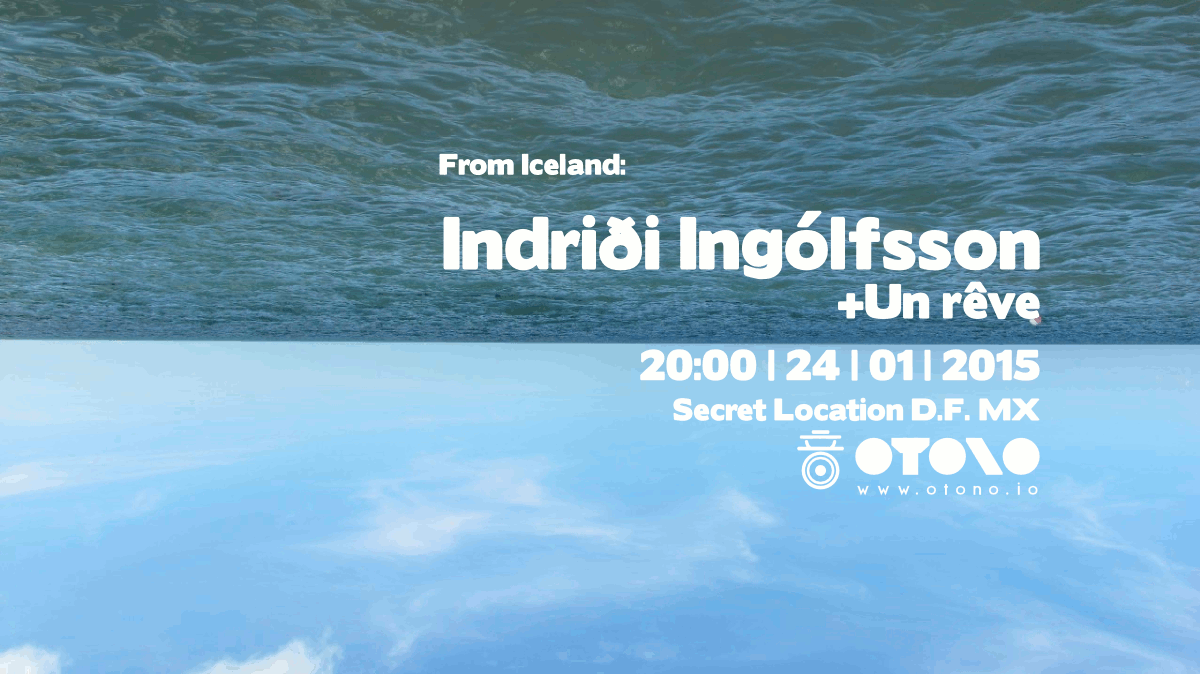 From Iceland:
Indriði Ingólfsson
+Un rêve
20:00 | 24 | 01 | 2015
Secret Location D.F. MX
OTONO
www.otono.io